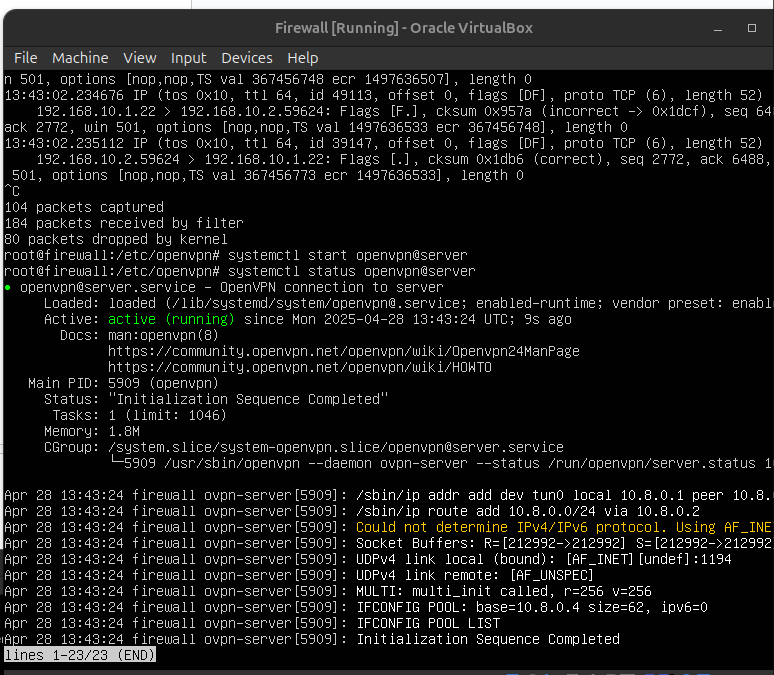 Firewall [Running] - Oracle VirtualBox
File Machine View Input Devices Help
n 501, options [nop,nop,TS val 367456748 ecr 1497636507], length 0
13:43:02.234676 IP (tos 0x10, ttl 64, id 49113, offset 0, flags [DF], proto TCP (6), length 52)
    192.168.10.1.22 > 192.168.10.2.59624: Flags [F.], cksum 0x957a (incorrect -> 0x1dcf), seq 64
ack 2772, win 501, options [nop,nop,TS val 1497636533 ecr 367456748], length 0
13:43:02.235112 IP (tos 0x10, ttl 64, id 39147, offset 0, flags [DF], proto TCP (6), length 52)
    192.168.10.2.59624 > 192.168.10.1.22: Flags [.], cksum 0x1db6 (correct), seq 2772, ack 6488,
 501, options [nop,nop,TS val 367456773 ecr 1497636533], length 0
^C
104 packets captured
184 packets received by filter
80 packets dropped by kernel
root@firewall:/etc/openvpn# systemctl start openvpn@server
root@firewall:/etc/openvpn# systemctl status openvpn@server
● openvpn@server.service - OpenVPN connection to server
     Loaded: loaded (/lib/systemd/system/openvpn@.service; enabled-runtime; vendor preset: enabl
     Active: active (running) since Mon 2025-04-28 13:43:24 UTC; 9s ago
       Docs: man:openvpn(8)
             https://community.openvpn.net/openvpn/wiki/Openvpn24ManPage
             https://community.openvpn.net/openvpn/wiki/HOWTO
   Main PID: 5909 (openvpn)
     Status: "Initialization Sequence Completed"
      Tasks: 1 (limit: 1046)
     Memory: 1.8M
     CGroup: /system.slice/system-openvpn.slice/openvpn@server.service
             └─5909 /usr/sbin/openvpn --daemon ovpn-server --status /run/openvpn/server.status 1
Apr 28 13:43:24 firewall ovpn-server[5909]: /sbin/ip addr add dev tun0 local 10.8.0.1 peer 10.8.
Apr 28 13:43:24 firewall ovpn-server[5909]: /sbin/ip route add 10.8.0.0/24 via 10.8.0.2
Apr 28 13:43:24 firewall ovpn-server[5909]: Could not determine IPv4/IPv6 protocol. Using AF_INE
Apr 28 13:43:24 firewall ovpn-server[5909]: Socket Buffers: R=[212992->212992] S=[212992->212992
Apr 28 13:43:24 firewall ovpn-server[5909]: UDPv4 link local (bound): [AF_INET][undef]:1194
Apr 28 13:43:24 firewall ovpn-server[5909]: UDPv4 link remote: [AF_UNSPEC]
Apr 28 13:43:24 firewall ovpn-server[5909]: MULTI: multi_init called, r=256 v=256
Apr 28 13:43:24 firewall ovpn-server[5909]: IFCONFIG POOL: base=10.8.0.4 size=62, ipv6=0
Apr 28 13:43:24 firewall ovpn-server[5909]: IFCONFIG POOL LIST
Apr 28 13:43:24 firewall ovpn-server[5909]: Initialization Sequence Completed
lines 1-23/23 (END)